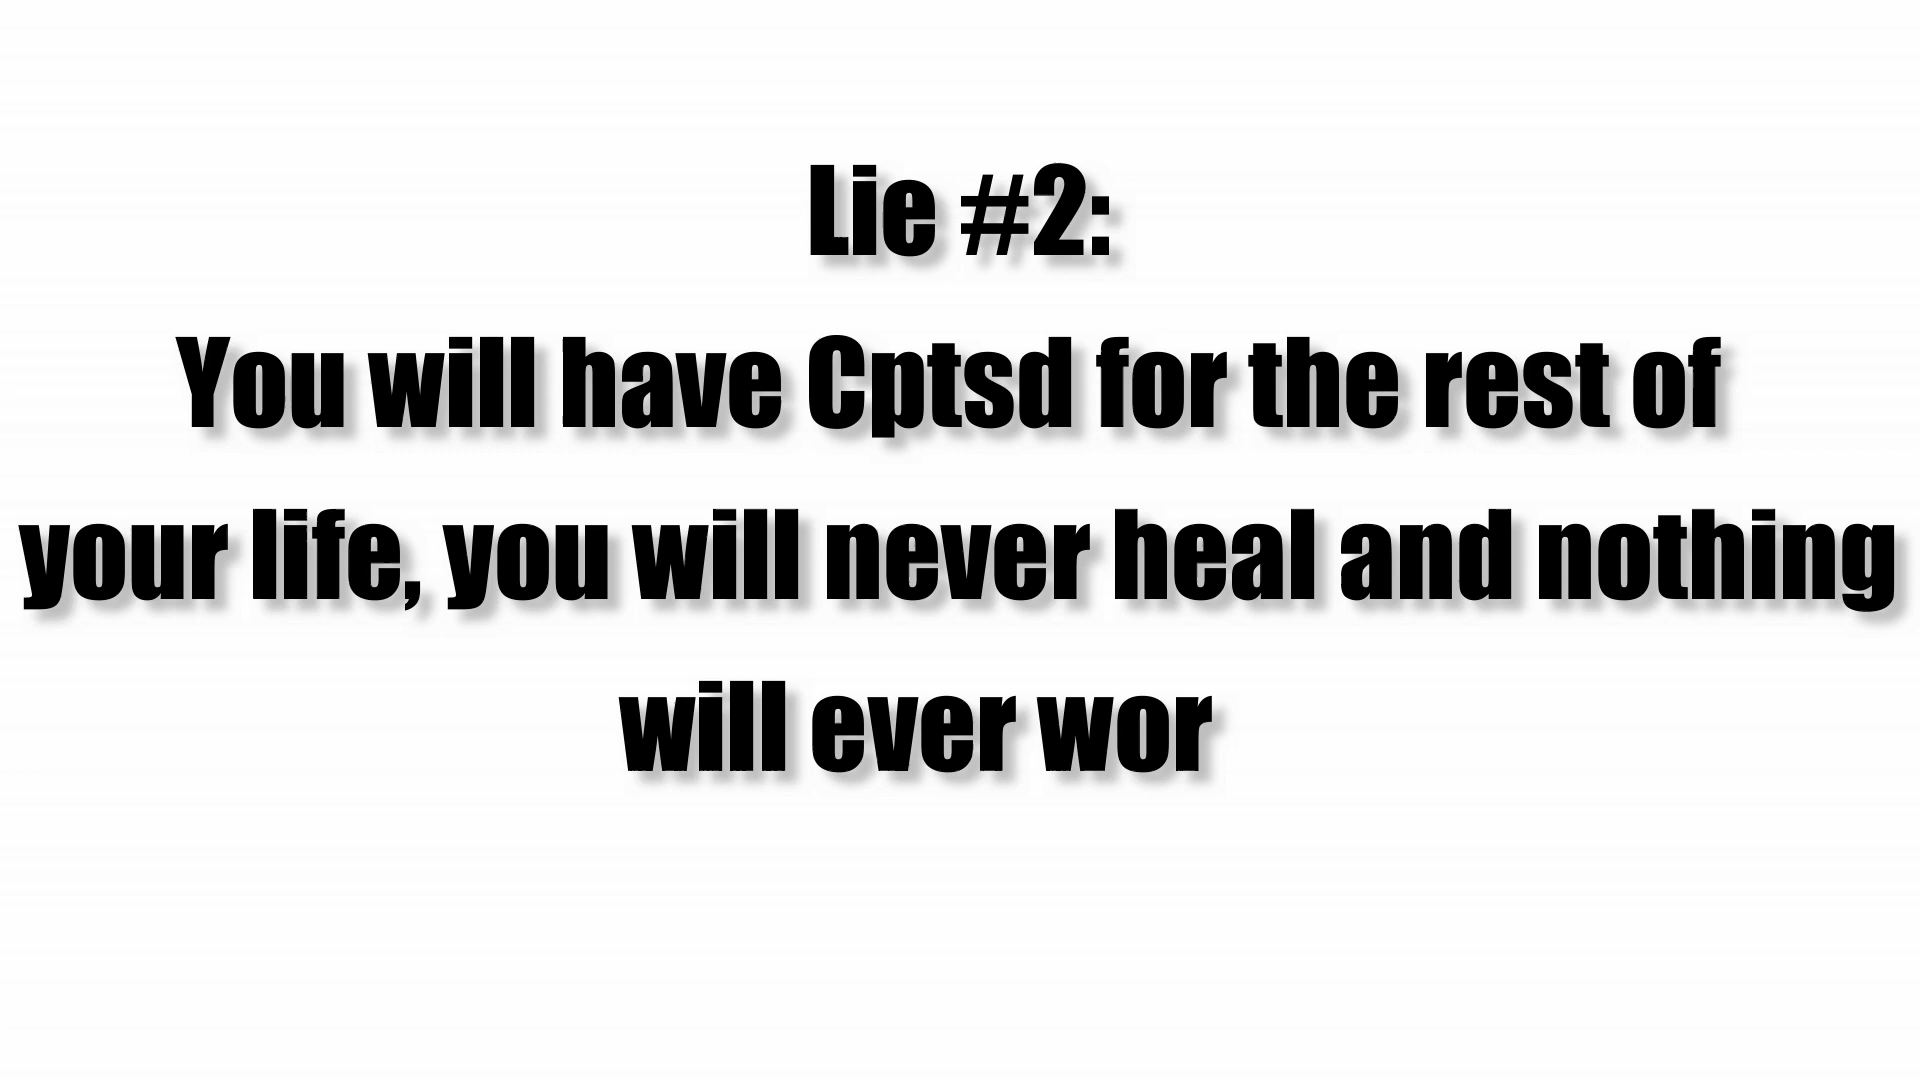 Lie #2:
You will have Cptsd for the rest of
your life, you will never heal and nothing
will ever wor